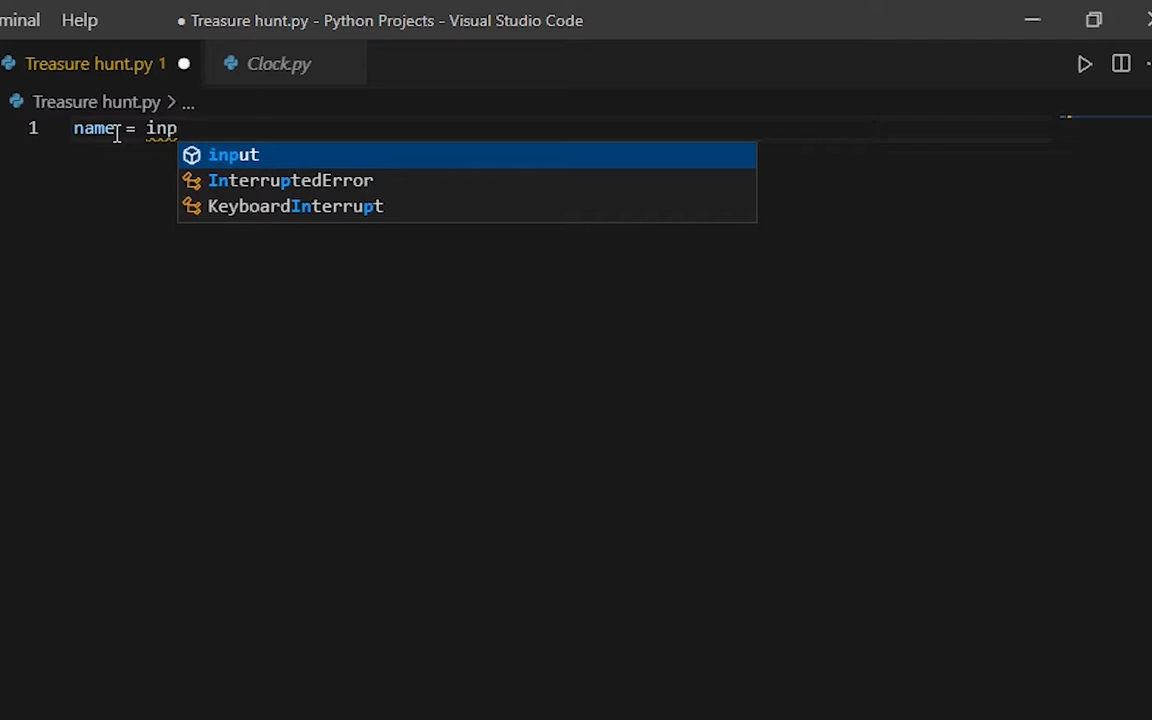 minal Help ● Treasure hunt.py - Python Projects - Visual Studio Code
Treasure hunt.py 1 ● Clock.py
Treasure hunt.py > ...
1 name = inp
input
InterruptedError
KeyboardInterrupt